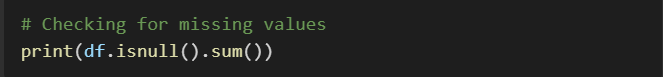 # Checking for missing values
print(df.isnull().sum())